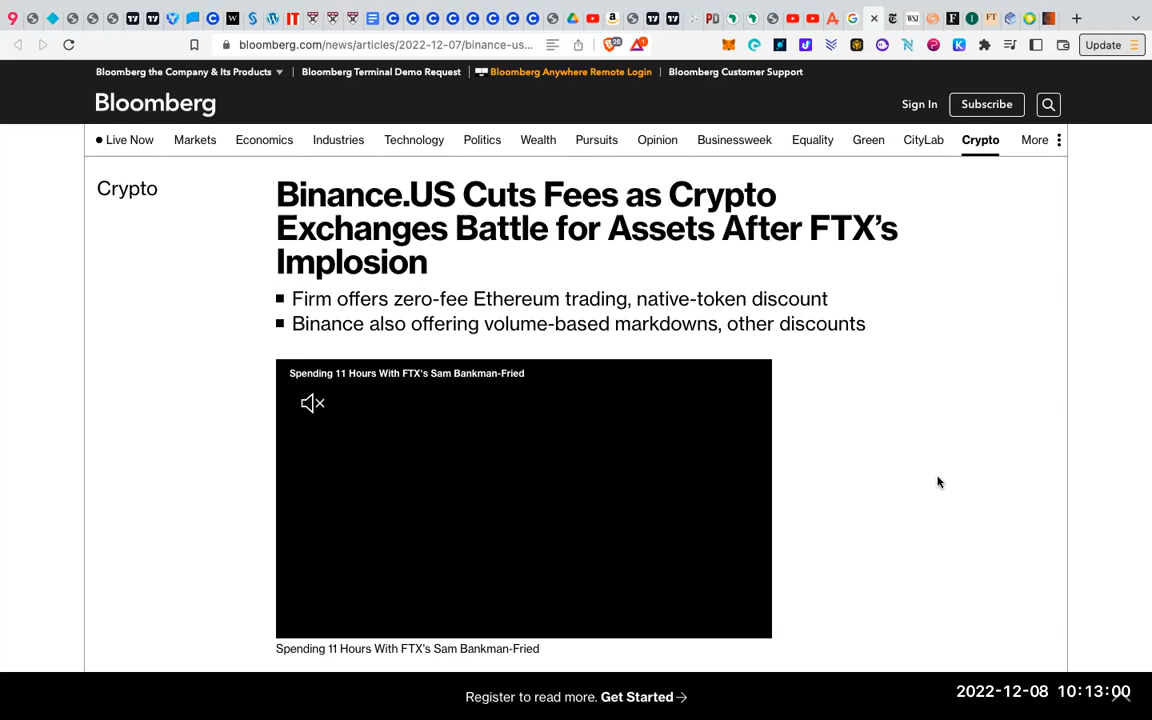 bloomberg.com/news/articles/2022-12-07/binance-us...
Update
Bloomberg the Company & Its Products
Bloomberg Terminal Demo Request
Bloomberg Anywhere Remote Login
Bloomberg Customer Support
Bloomberg
Sign In
Subscribe
Live Now
Markets
Economics
Industries
Technology
Politics
Wealth
Pursuits
Opinion
Businessweek
Equality
Green
CityLab
Crypto
More
Crypto
Binance.US Cuts Fees as Crypto
Exchanges Battle for Assets After FTX’s
Implosion
Firm offers zero-fee Ethereum trading, native-token discount
Binance also offering volume-based markdowns, other discounts
Spending 11 Hours With FTX's Sam Bankman-Fried
Spending 11 Hours With FTX's Sam Bankman-Fried
Register to read more. Get Started
2022-12-08 10:13:00